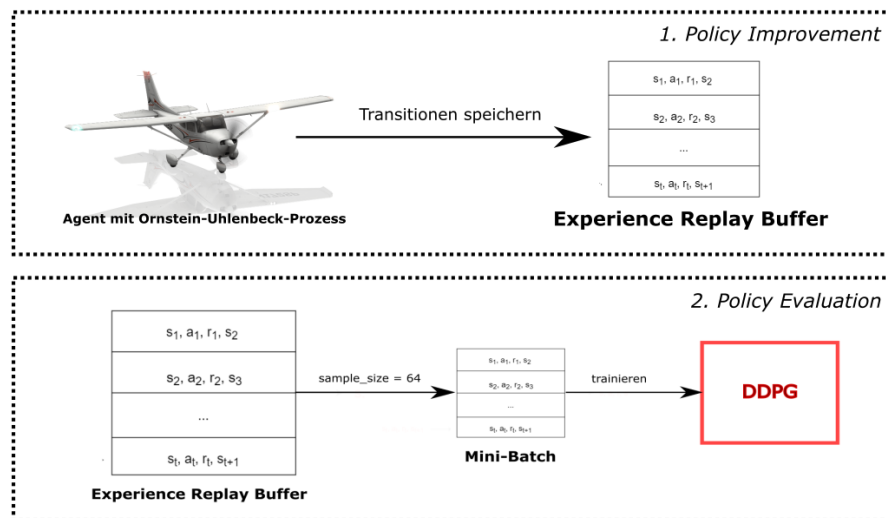 1. Policy Improvement
Transitionen speichern
s1, a1, r1, s2
s2, a2, r2, s3
...
st, at, rt, st+1
Agent mit Ornstein-Uhlenbeck-Prozess
Experience Replay Buffer
2. Policy Evaluation
s1, a1, r1, s2
s2, a2, r2, s3
...
st, at, rt, st+1
Experience Replay Buffer
sample_size = 64
s1, a1, r1, s2
s2, a2, r2, s3
...
st, at, rt, st+1
Mini-Batch
trainieren
DDPG